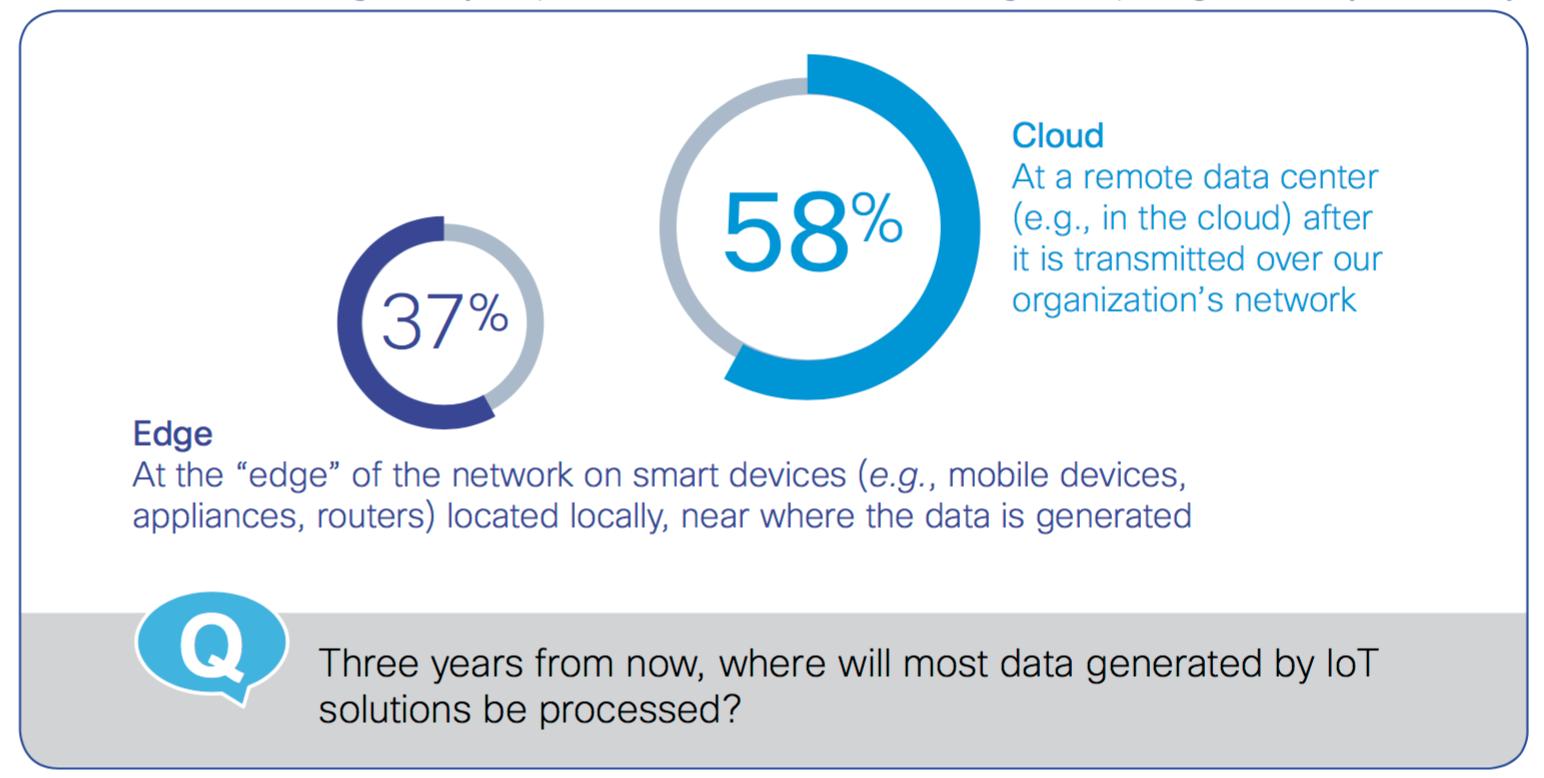 37%
58%
Cloud
At a remote data center
(e.g., in the cloud) after
it is transmitted over our
organization's network
Edge
At the “edge” of the network on smart devices (e.g., mobile devices,
appliances, routers) located locally, near where the data is generated
Q
Three years from now, where will most data generated by IoT
solutions be processed?